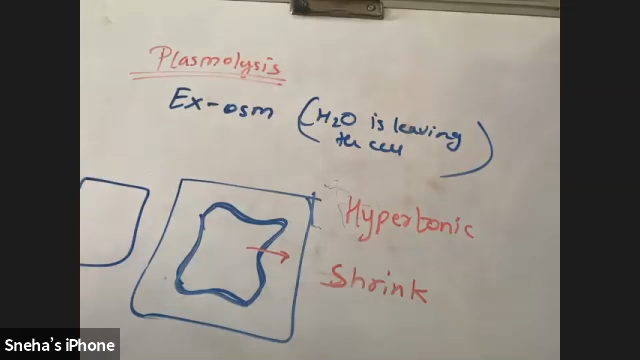 Plasmolysis
Ex-osm (H2O is leaving
the cell)
Hypertonic
Shrink
Sneha's iPhone